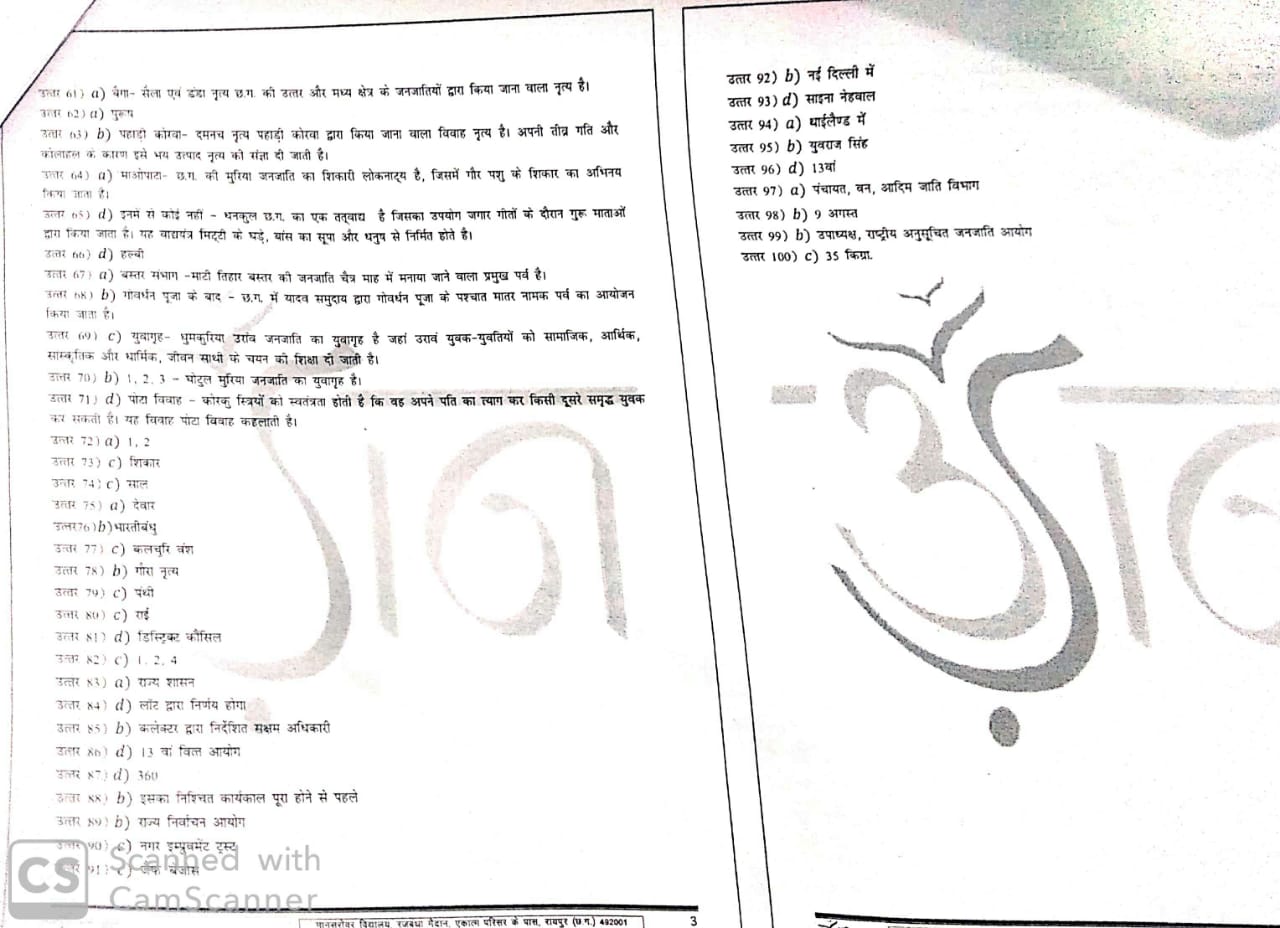 उत्तर 61) a) बैगा- सैला एवं डंडा नृत्य छ.ग. की उत्तर और मध्य क्षेत्र के जनजातियों द्वारा किया जाना वाला नृत्य है।
उत्तर 62) a) पुरूष
उत्तर 63) b) पहाड़ी कोरवा- दमनच नृत्य पहाड़ी कोरवा द्वारा किया जाना वाला विवाह नृत्य है। अपनी तीव्र गति और
कोलाहल के कारण इसे भय उत्पाद नृत्य की संज्ञा दी जाती है।
उत्तर 64) a) माओपाटा- छ.ग. की मुरिया जनजाति का शिकारी लोकनाट्य है, जिसमें गौर पशु के शिकार का अभिनय
किया जाता है।
उत्तर 65) d) इनमें से कोई नहीं - धनकुल छ.ग. का एक तत्वाद्य है जिसका उपयोग जगार गीतों के दौरान गुरू माताओं
द्वारा किया जाता है। यह वाद्ययंत्र मिट्टी के घड़े, बांस का सूपा और धनुष से निर्मित होते है।
उत्तर 66) d) हल्बी
उत्तर 67) a) बस्तर संभाग -माटी तिहार बस्तर की जनजाति चैत्र माह में मनाया जाने वाला प्रमुख पर्व है।
उत्तर 68) b) गोवर्धन पूजा के बाद - छ.ग. में यादव समुदाय द्वारा गोवर्धन पूजा के पश्चात मातर नामक पर्व का आयोजन
किया जाता है।
उत्तर 69) c) युवागृह- धुमकुरिया उरांव जनजाति का युवागृह है जहां उरावं युवक-युवतियों को सामाजिक, आर्थिक,
सांस्कृतिक और धार्मिक, जीवन साथी के चयन की शिक्षा दी जाती है।
उत्तर 70) b) 1, 2, 3 - घोटुल मुरिया जनजाति का युवागृह है।
उत्तर 71) d) पोटा विवाह - कोरकु स्त्रियों को स्वतंत्रता होती है कि वह अपने पति का त्याग कर किसी दूसरे समृद्ध युवक
कर सकती है। यह विवाह पोटा विवाह कहलाती है।
उत्तर 72) a) 1, 2
उत्तर 73) c) शिकार
उत्तर 74) c) साल
उत्तर 75) a) देवार
उत्तर76)b)भारतीबंधु
उत्तर 77) c) कलचुरि वंश
उत्तर 78) b) गौरा नृत्य
उत्तर 79) c) पंथी
उत्तर 80) c) राई
उत्तर 81) d) डिस्ट्रिक्ट कौंसिल
उत्तर 82) c) 1, 2, 4
उत्तर 83) a) राज्य शासन
उत्तर 84) d) लॉट द्वारा निर्णय होगा
उत्तर 85) b) कलेक्टर द्वारा निर्देशित सक्षम अधिकारी
उत्तर 86) d) 13 वां वित्त आयोग
उत्तर 87) d) 360
उत्तर 88) b) इसका निश्चित कार्यकाल पूरा होने से पहले
उत्तर 89) b) राज्य निर्वाचन आयोग
उत्तर 90) c) नगर इम्प्रुवमेंट ट्रस्ट
उत्तर 91) c) जेफ बेजोस
मानसरोवर विद्यालय, रजबंधा मैदान, एकात्म परिसर के पास, रायपुर (छ.ग.) 492001
3
उत्तर 92) b) नई दिल्ली में
उत्तर 93) d) साइना नेहवाल
उत्तर 94) a) थाईलैण्ड में
उत्तर 95) b) युवराज सिंह
उत्तर 96) d) 13वां
उत्तर 97) a) पंचायत, वन, आदिम जाति विभाग
उत्तर 98) b) 9 अगस्त
उत्तर 99) b) उपाध्यक्ष, राष्ट्रीय अनुसूचित जनजाति आयोग
उत्तर 100) c) 35 किग्रा.
CS Scanned with
CamScanner